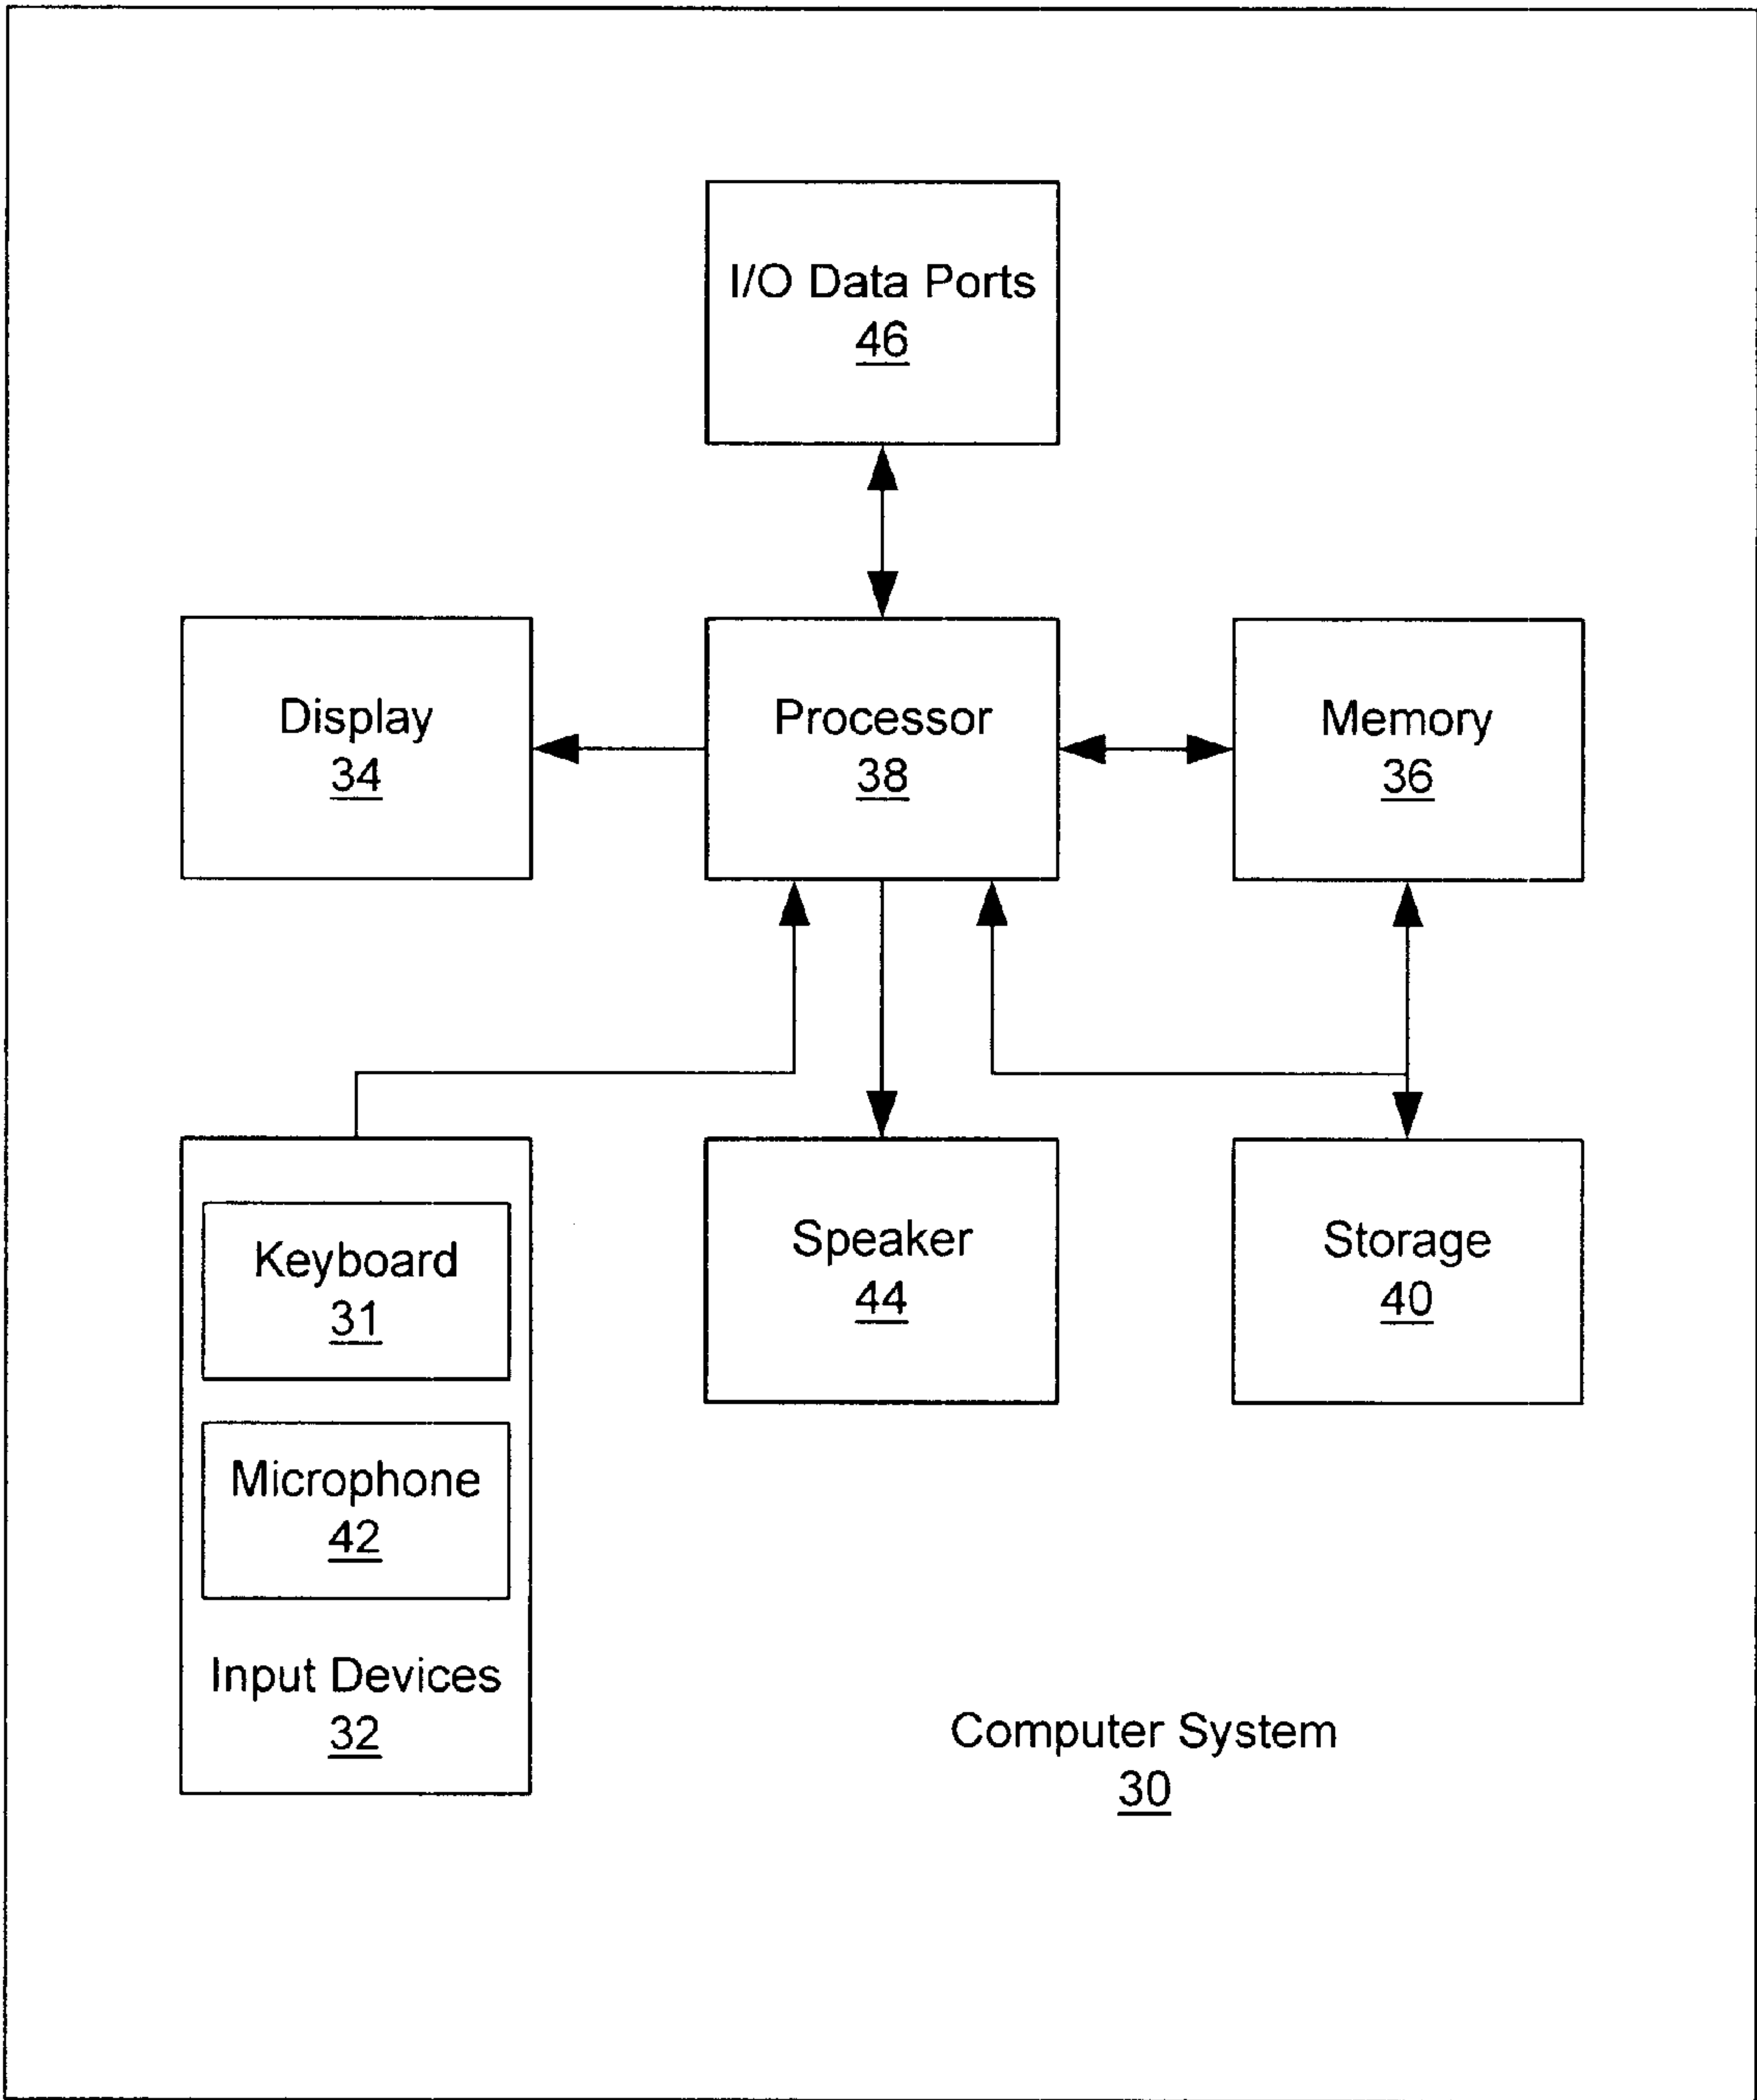 I/O Data Ports
46
Display
34
Processor
38
Memory
36
Keyboard
31
Microphone
42
Input Devices
32
Speaker
44
Storage
40
Computer System
30